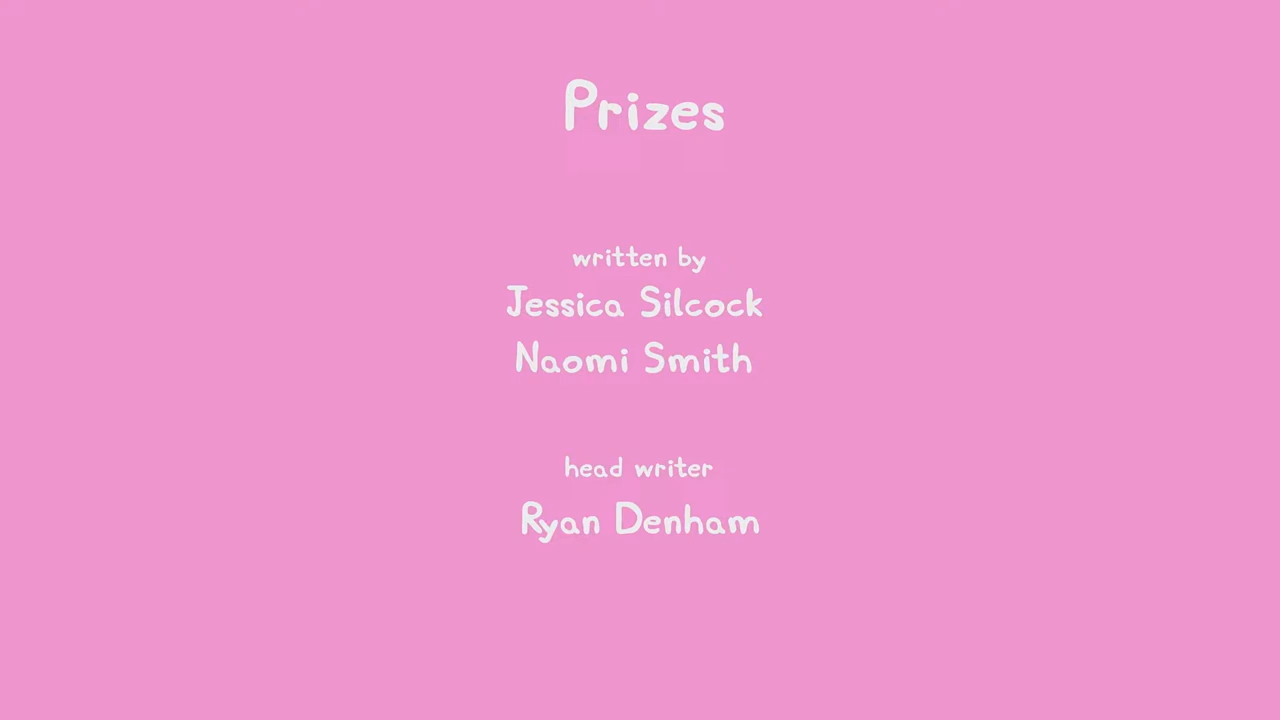 Prizes
written by
Jessica Silcock
Naomi Smith
head writer
Ryan Denham